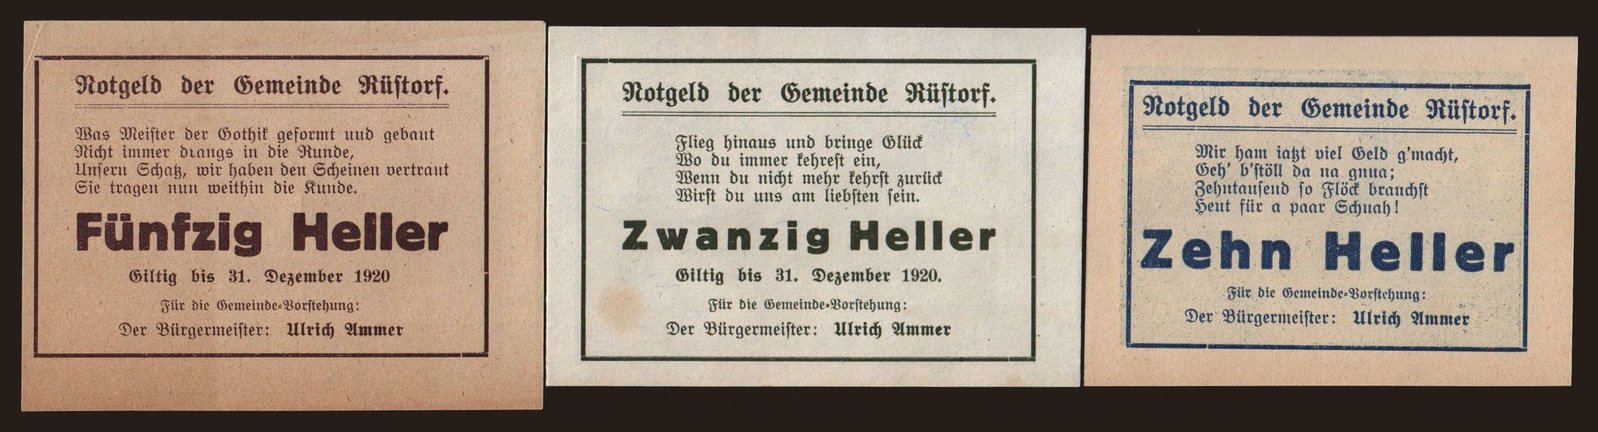 Notgeld der Gemeinde Rüstorf.
Was Meister der Gothik geformt und gebaut
Nicht immer drangs in die Runde,
Unsern Schatz, wir haben den Scheinen vertraut
Sie tragen nun weithin die Kunde.
Fünfzig Heller
Giltig bis 31. Dezember 1920
Für die Gemeinde-Vorstehung:
Der Bürgermeister: Ulrich Ammer
Notgeld der Gemeinde Rüstorf.
Flieg hinaus und bringe Glück
Wo du immer kehrest ein,
Wenn du nicht mehr kehrst zurück
Wirst du uns am liebsten sein.
Zwanzig Heller
Giltig bis 31. Dezember 1920.
Für die Gemeinde-Vorstehung:
Der Bürgermeister: Ulrich Ammer
Notgeld der Gemeinde Rüstorf.
Mir ham iatzt viel Geld g'macht,
Geh' b'stöll da na gnua;
Zehntausend so Flöck brauchst
Heut für a paar Schuah!
Zehn Heller
Für die Gemeinde-Vorstehung:
Der Bürgermeister: Ulrich Ammer